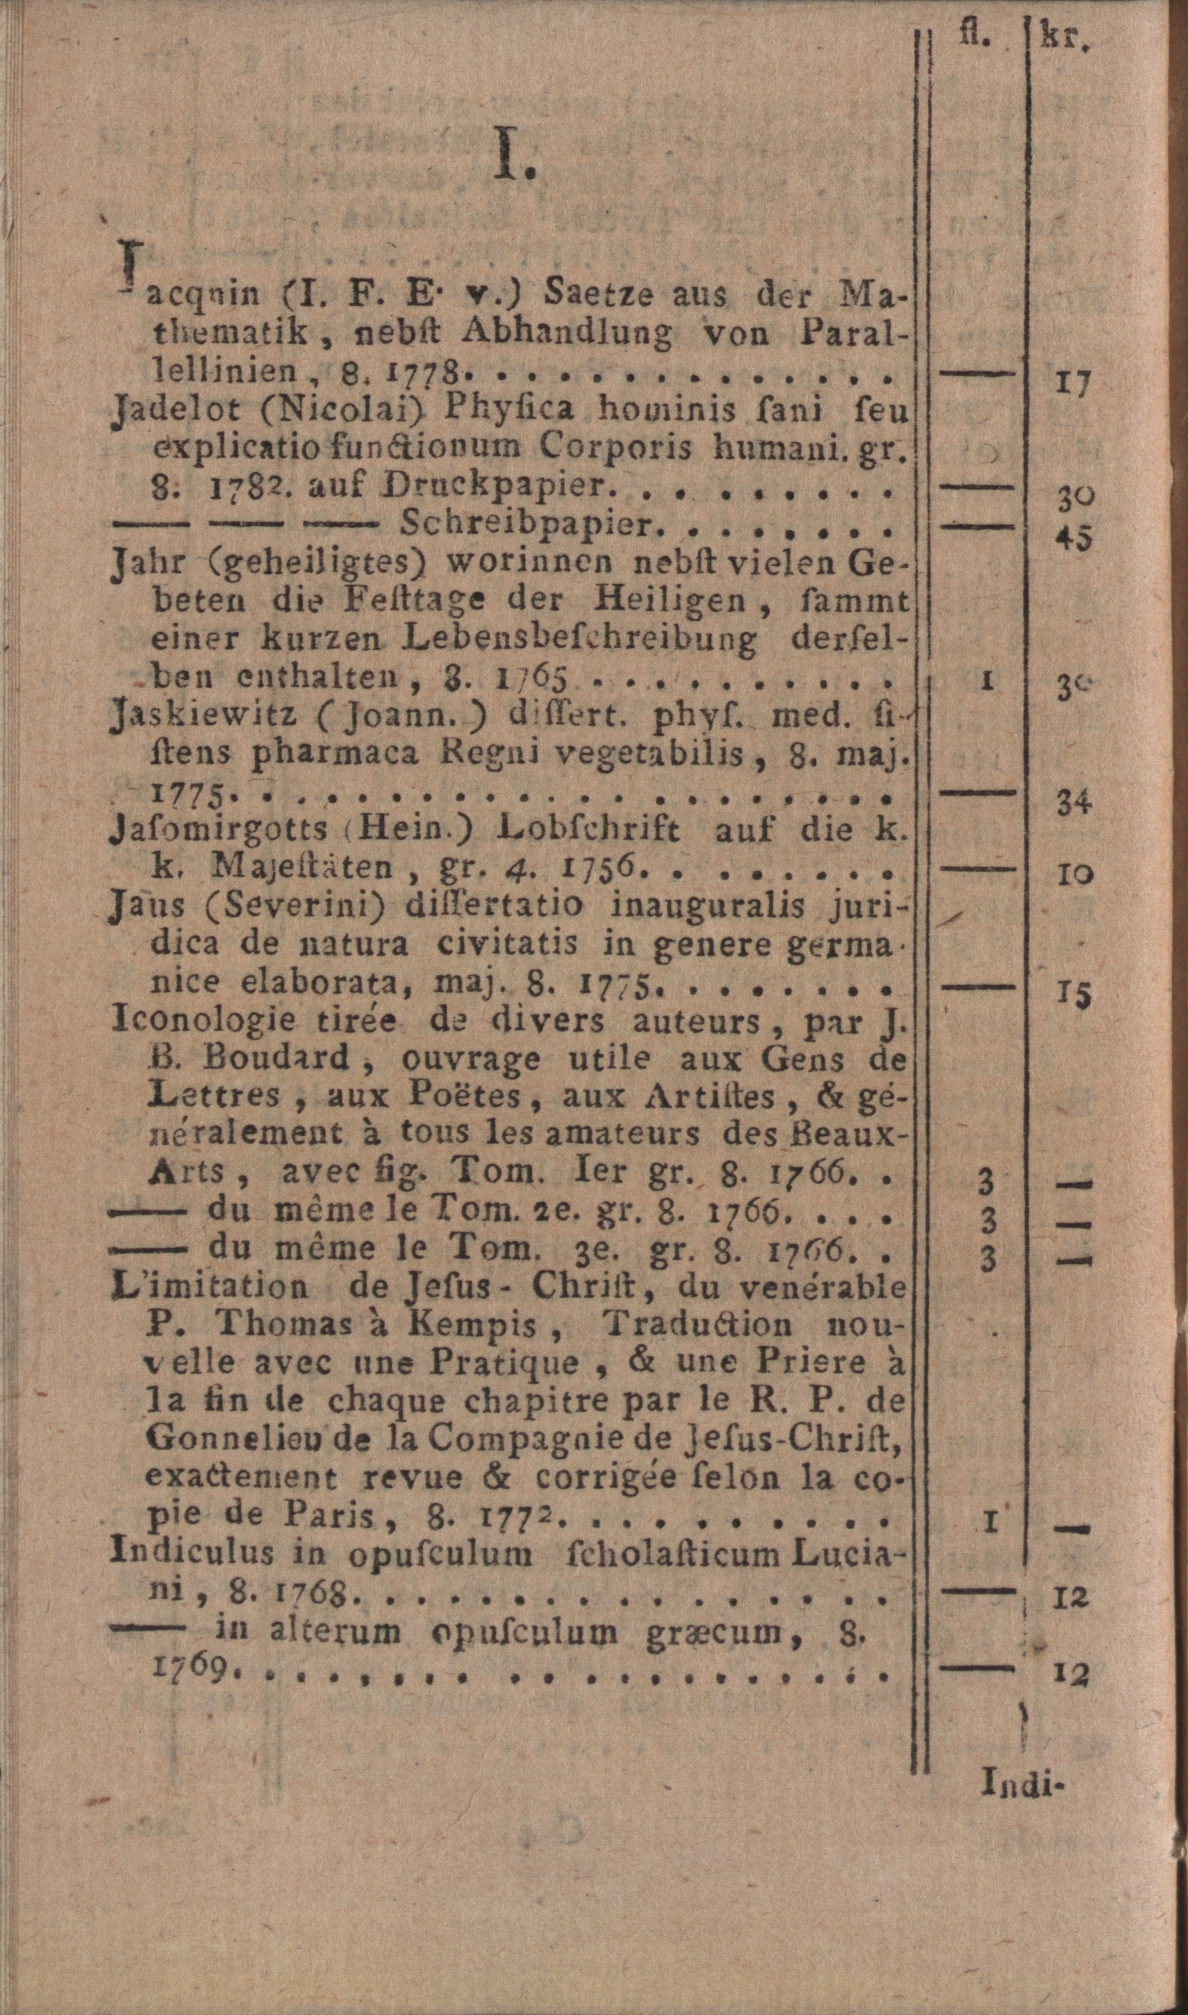 fl. kr.
I.
Jacquin (I. F. E. v.) Saetze aus der Ma-
thematik, nebſt Abhandlung von Paral-
lellinien, 8. 1778. . . . . . . . . . . . . . — 17
Jadelot (Nicolai) Phyſica hominis ſani ſeu
explicatio functionum Corporis humani. gr.
8. 1782. auf Druckpapier. . . . . . . . . . — 30
— — — Schreibpapier. . . . . . . . — 45
Jahr (geheiligtes) worinnen nebſt vielen Ge-
beten die Feſttage der Heiligen, ſammt
einer kurzen Lebensbeſchreibung derſel-
ben enthalten, 8. 1765 . . . . . . . . . . 1 30
Jaskiewitz (Joann.) diſſert. phyſ. med. ſi-
ſtens pharmaca Regni vegetabilis, 8. maj.
1775. . . . . . . . . . . . . . . . . . . . . . — 34
Jaſomirgotts (Hein.) Lobſchrift auf die k.
k. Majeſtäten, gr. 4. 1756. . . . . . . . . — 10
Jaus (Severini) diſſertatio inauguralis juri-
dica de natura civitatis in genere germa-
nice elaborata, maj. 8. 1775. . . . . . . . — 15
Iconologie tirée de divers auteurs, par J.
B. Boudard, ouvrage utile aux Gens de
Lettres, aux Poëtes, aux Artiſtes, & gé-
néralement à tous les amateurs des Beaux-
Arts, avec fig. Tom. Ier gr. 8. 1766. . 3 —
— du même le Tom. 2e. gr. 8. 1766. . . . 3 —
— du même le Tom. 3e. gr. 8. 1766. . 3 —
L'imitation de Jeſus-Chriſt, du venérable
P. Thomas à Kempis, Traduction nou-
velle avec une Pratique, & une Priere à
la fin de chaque chapitre par le R. P. de
Gonnelieu de la Compagnie de Jeſus-Chriſt,
exactement revue & corrigée ſelon la co-
pie de Paris, 8. 1772. . . . . . . . . . . 1 —
Indiculus in opuſculum ſcholaſticum Lucia-
ni, 8. 1768. . . . . . . . . . . . . . . . . — 12
— in alterum opuſculum græcum, 8.
1769. . . . . . . . . . . . . . . . . . . . . — 12
Indi-